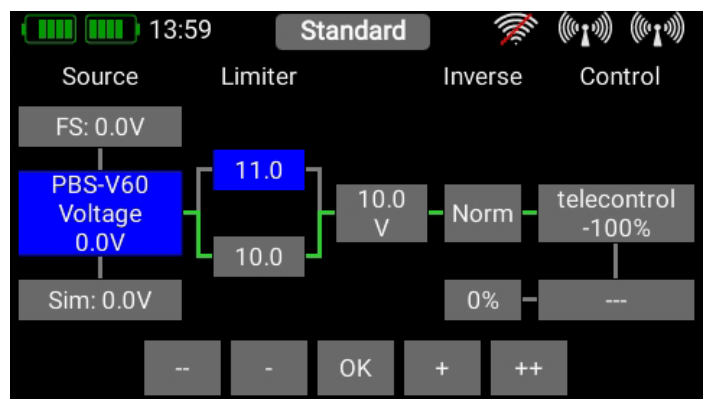 13:59 Standard
Source Limiter Inverse Control
FS: 0.0V
PBS-V60
Voltage
0.0V
11.0
10.0
10.0
V
Norm
telecontrol
-100%
Sim: 0.0V
0%
---
-- - OK + ++